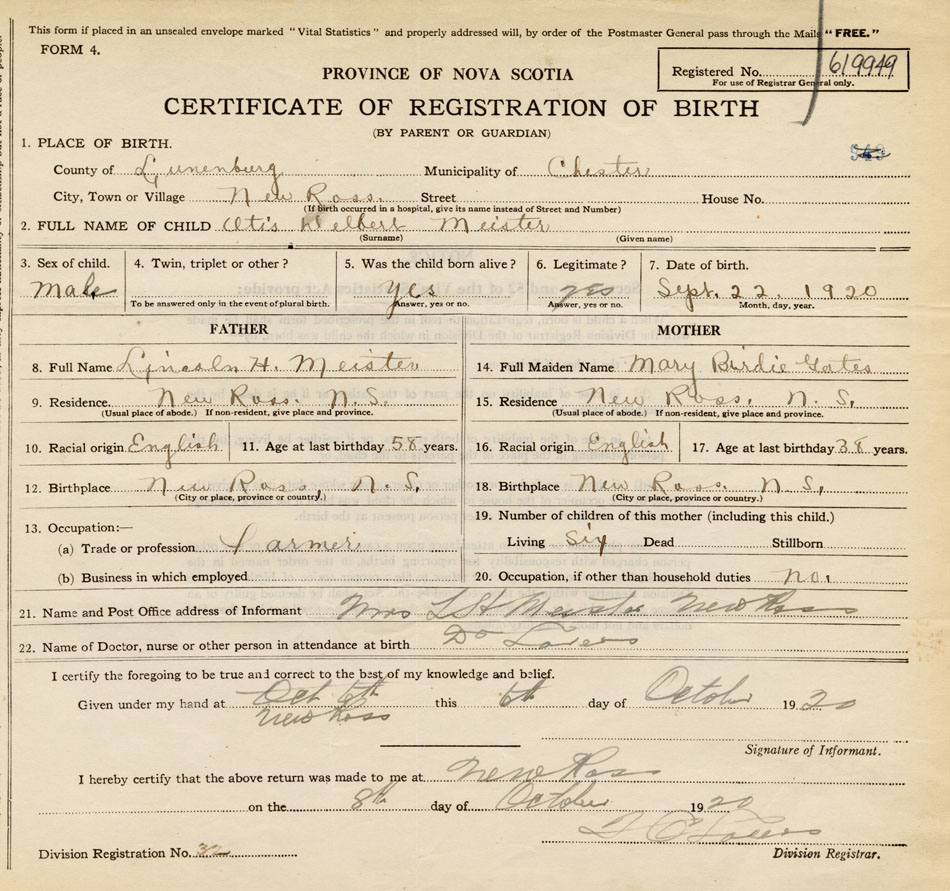 This form if placed in an unsealed envelope marked "Vital Statistics" and properly addressed will, by order of the Postmaster General pass through the Mails "FREE."
FORM 4.
Registered No. 619949
For use of Registrar General only.
PROVINCE OF NOVA SCOTIA
CERTIFICATE OF REGISTRATION OF BIRTH
(BY PARENT OR GUARDIAN)
1. PLACE OF BIRTH.
County of Lunenburg Municipality of Chester
City, Town or Village New Ross. Street House No.
(If birth occurred in a hospital, give its name instead of Street and Number)
2. FULL NAME OF CHILD Otis Delbert Meister
(Surname) (Given name)
3. Sex of child. 4. Twin, triplet or other? 5. Was the child born alive? 6. Legitimate? 7. Date of birth.
Male Yes yes Sept. 22. 1920
To be answered only in the event of plural birth. Answer, yes or no. Answer, yes or no. Month, day, year.
FATHER
8. Full Name Lincoln H. Meister
9. Residence. New Ross. N.S.
(Usual place of abode.) If non-resident, give place and province.
10. Racial origin English 11. Age at last birthday 58 years.
12. Birthplace New Ross, N.S.
(City or place, province or country.)
13. Occupation:—
(a) Trade or profession Farmer
(b) Business in which employed
MOTHER
14. Full Maiden Name Mary Birdie Gates
15. Residence New Ross. N.S.
(Usual place of abode.) If non-resident, give place and province.
16. Racial origin English 17. Age at last birthday 38 years.
18. Birthplace New Ross. N.S.
(City or place, province or country.)
19. Number of children of this mother (including this child.)
Living Six Dead Stillborn
20. Occupation, if other than household duties No.
21. Name and Post Office address of Informant Mrs L H Meister New Ross
22. Name of Doctor, nurse or other person in attendance at birth Dr
I certify the foregoing to be true and correct to the best of my knowledge and belief.
Given under my hand at Oct 6th this 6th day of October 1920
New Ross
Signature of Informant.
I hereby certify that the above return was made to me at New Ross
on the 8th day of October 1920
Division Registration No. 32
Division Registrar.